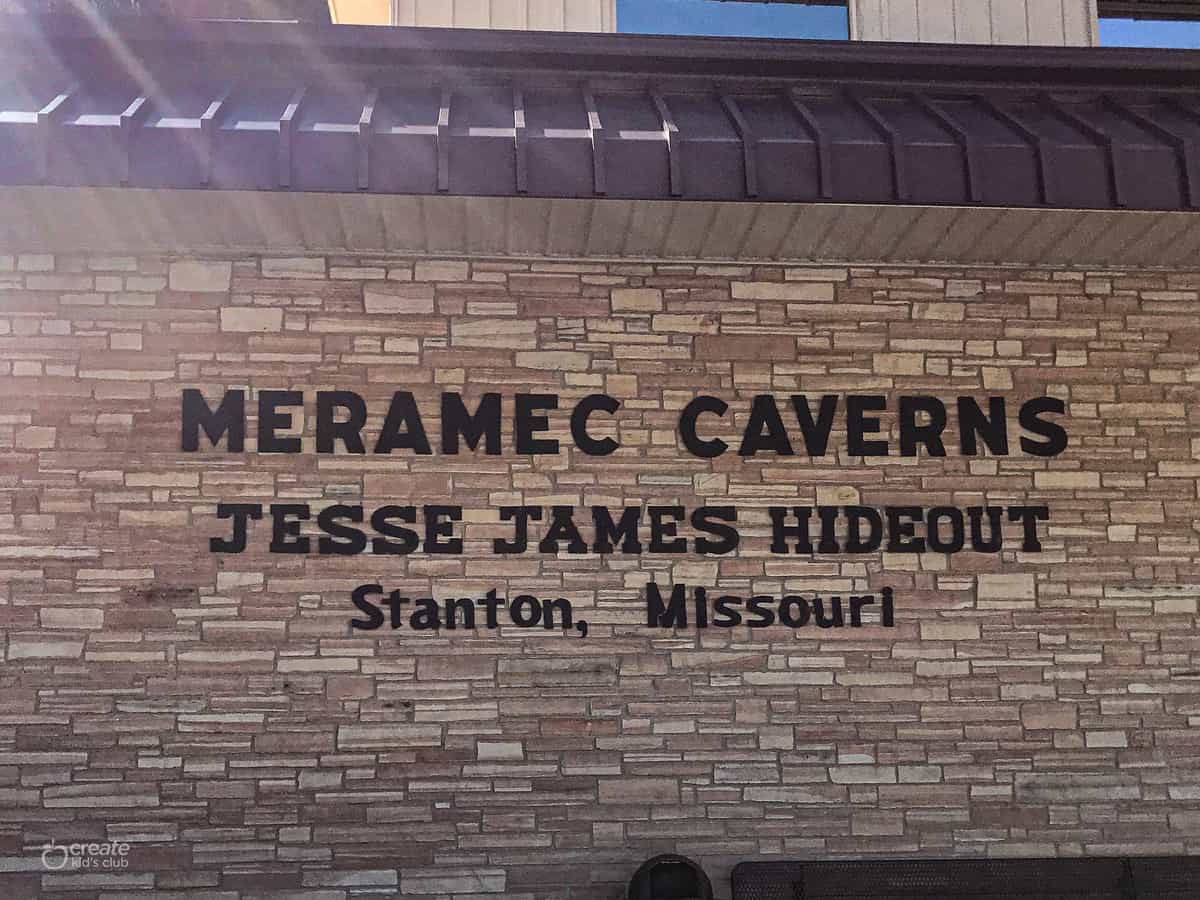 MERAMEC CAVERNS
JESSE JAMES HIDEOUT
Stanton, Missouri
create
kid's club